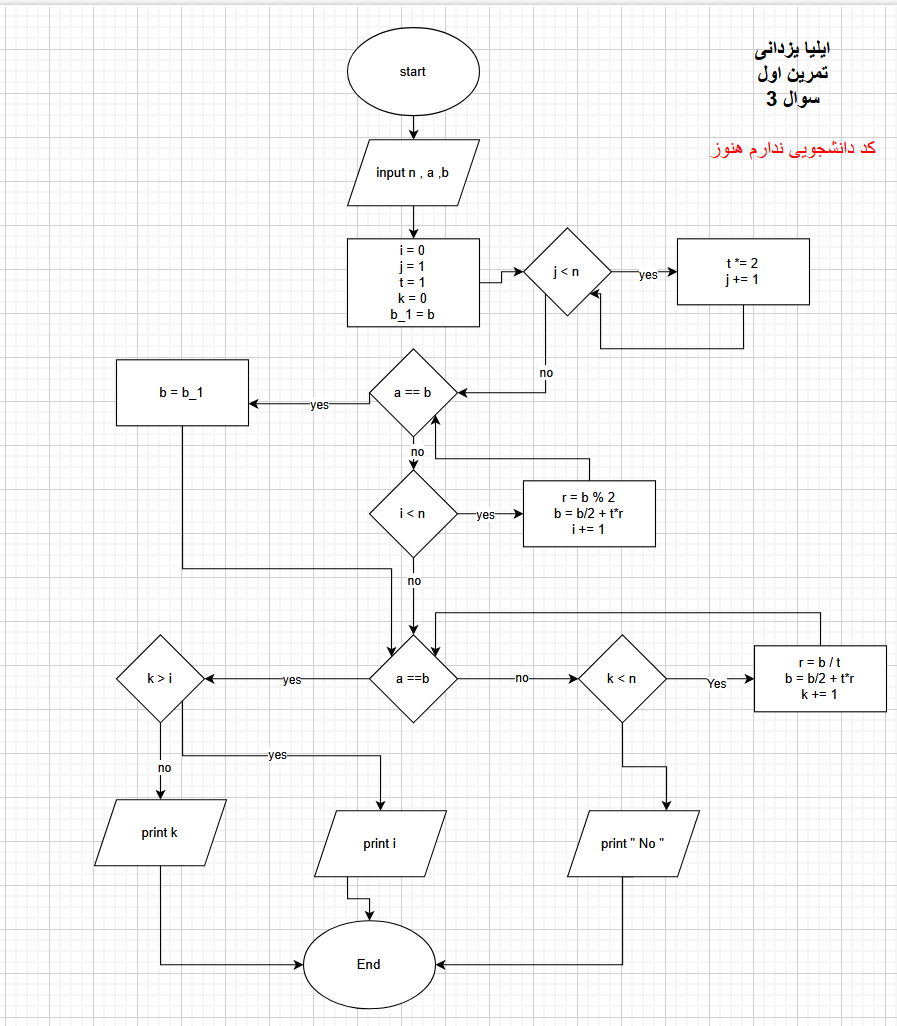 ایلیا یزدانی
تمرین اول
سوال 3
کد دانشجویی ندارم هنوز
start
input n , a ,b
i = 0
j = 1
t = 1
k = 0
b_1 = b
j < n
yes
t *= 2
j += 1
no
a == b
yes
b = b_1
no
i < n
yes
r = b % 2
b = b/2 + t*r
i += 1
no
a ==b
yes
no
k > i
k < n
Yes
r = b / t
b = b/2 + t*r
k += 1
yes
no
print k
print i
print " No "
End